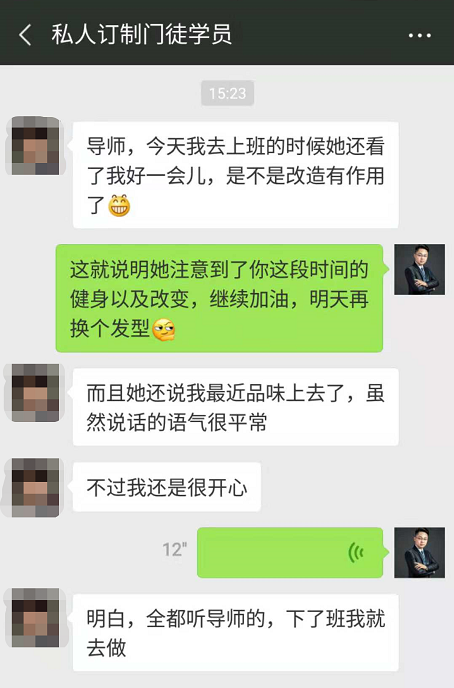 私人订制门徒学员
15:23
导师，今天我去上班的时候她还看
了我好一会儿，是不是改造有作用
了
这就说明她注意到了你这段时间的
健身以及改变，继续加油，明天再
换个发型
而且她还说我最近品味上去了，虽
然说话的语气很平常
不过我还是很开心
12"
明白，全都听导师的，下了班我就
去做